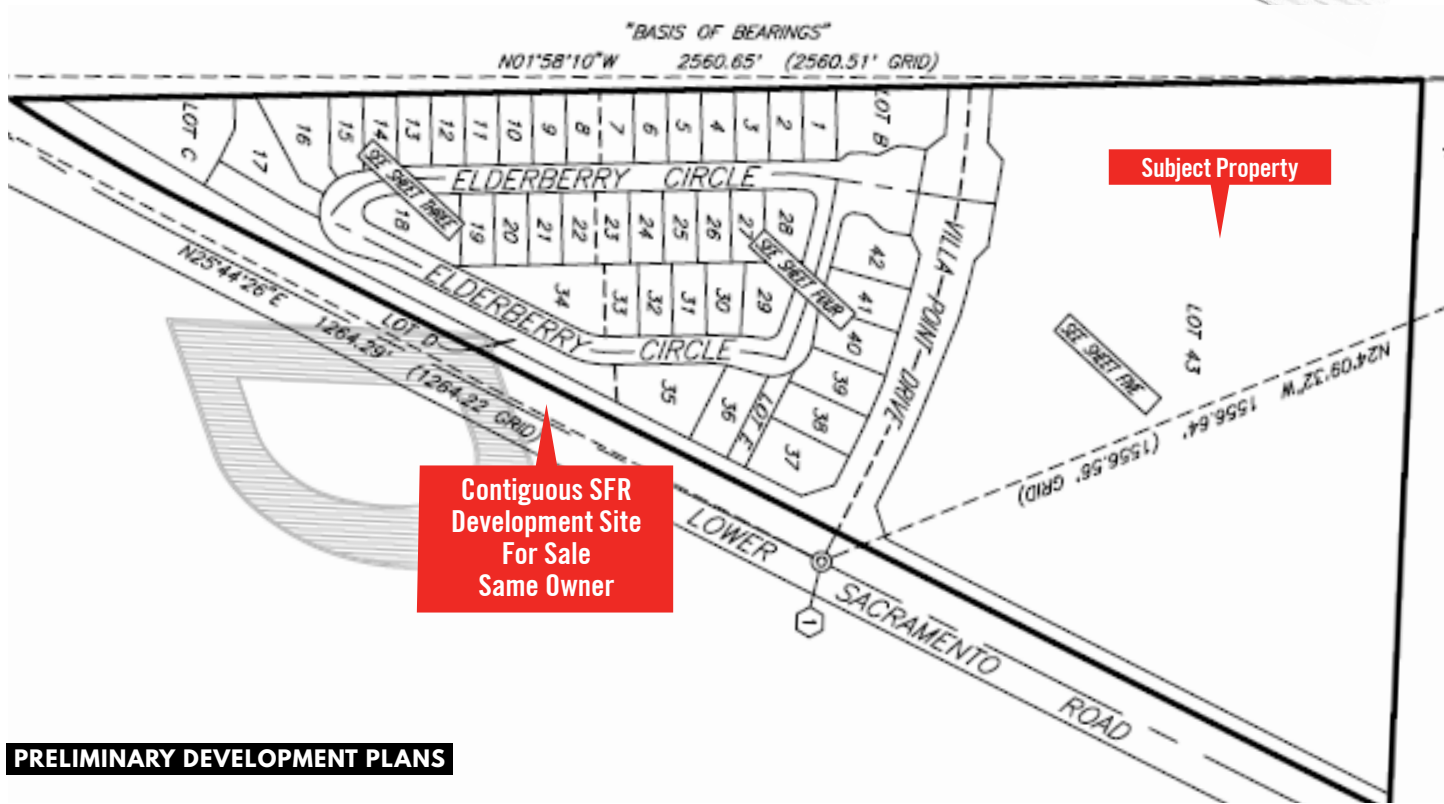 "BASIS OF BEARINGS"
N01°58'10"W 2560.65' (2560.51' GRID)
LOT C
17
16
15
14
13
12
11
10
9
8
7
6
5
4
3
2
1
LOT B
Subject Property
SEE SHEET THREE
ELDERBERRY CIRCLE
18
19
20
21
22
23
24
25
26
27
28
SEE SHEET FOUR
42
41
40
39
38
37
VILLA POINT DRIVE
LOT 43
SEE SHEET FIVE
N24°09'32"W 1556.64' (1556.56' GRID)
34
33
32
31
30
29
ELDERBERRY CIRCLE
35
36
LOT E
N25°44'26"E 1264.29' (1264.22 GRID)
LOT D
Contiguous SFR
Development Site
For Sale
Same Owner
LOWER SACRAMENTO ROAD
1
PRELIMINARY DEVELOPMENT PLANS